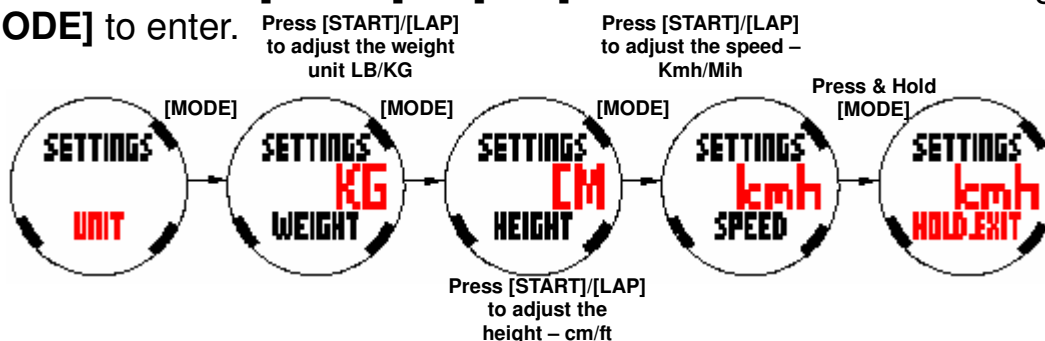 ODE] to enter.
Press [START]/[LAP]
to adjust the weight
unit LB/KG
Press [START]/[LAP]
to adjust the speed –
Kmh/Mih
Press & Hold
[MODE]
[MODE]
[MODE]
[MODE]
SETTINGS
UNIT
SETTINGS
KG
WEIGHT
SETTINGS
CM
HEIGHT
SETTINGS
kmh
SPEED
SETTINGS
kmh
HOLD.EXIT
Press [START]/[LAP]
to adjust the
height – cm/ft